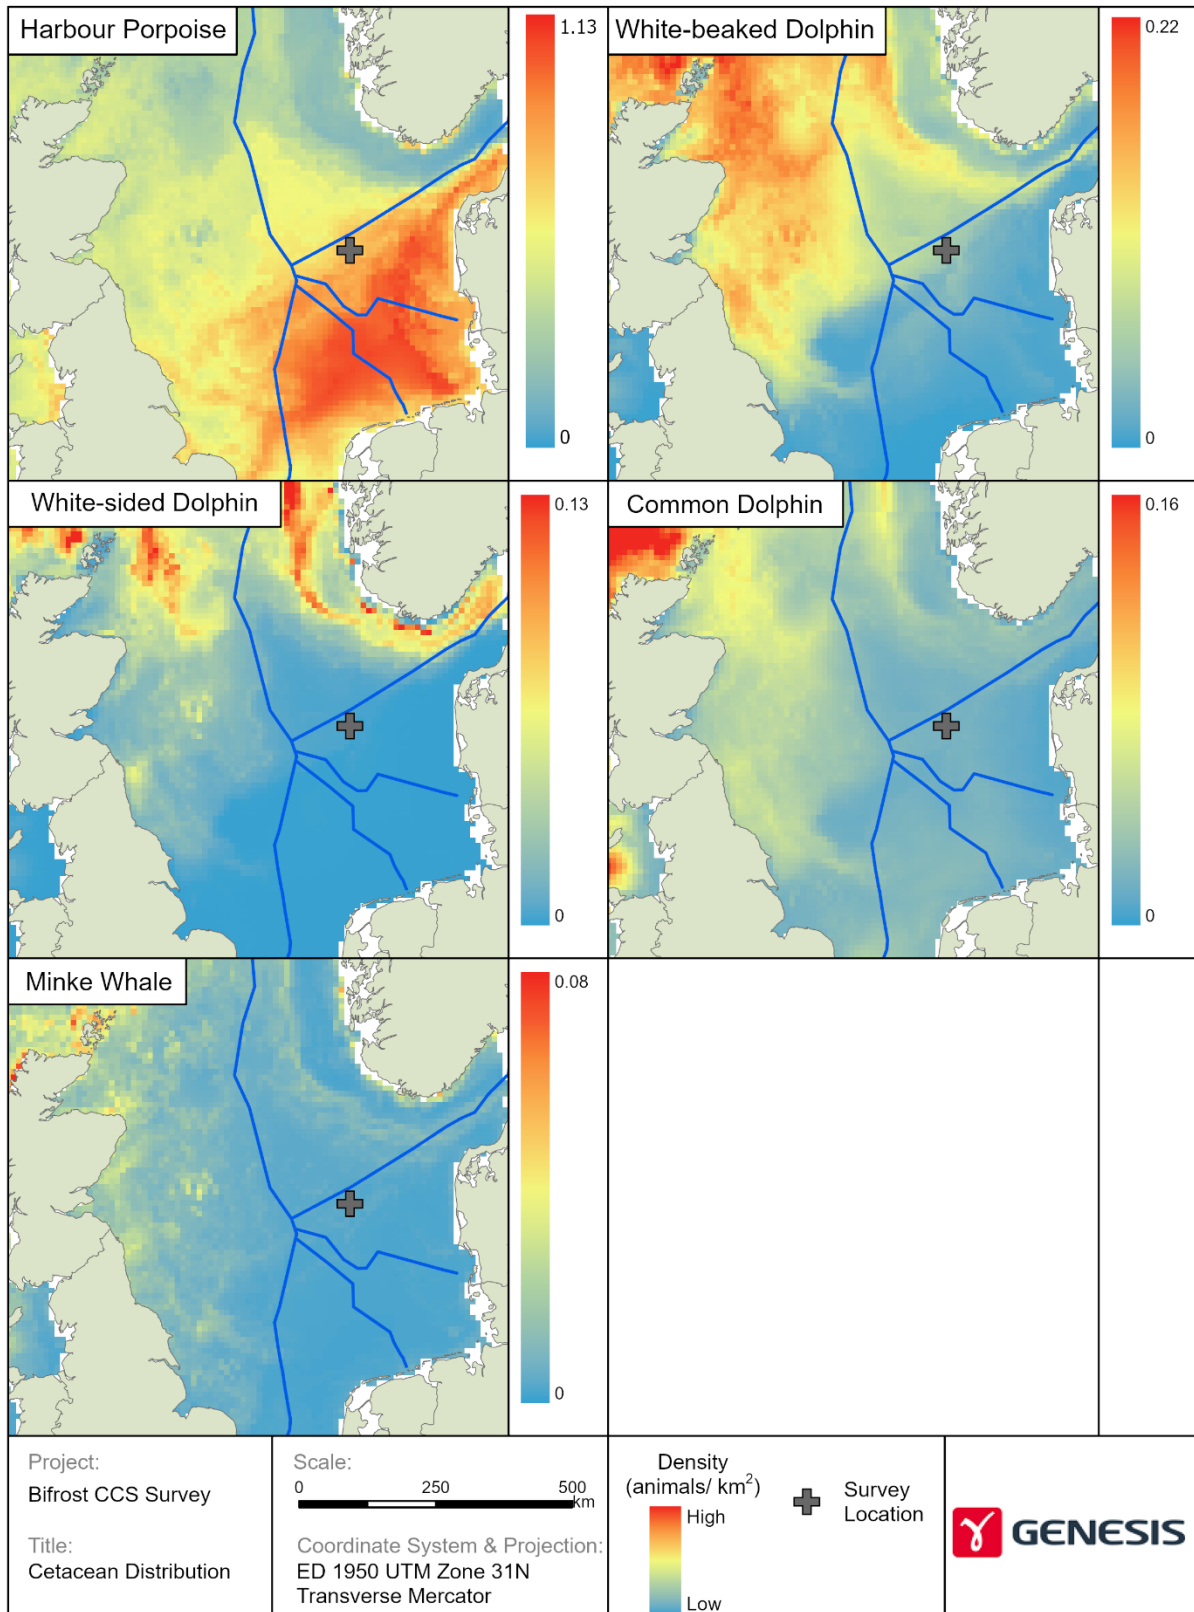 Harbour Porpoise
1.13
0
White-beaked Dolphin
0.22
0
White-sided Dolphin
0.13
0
Common Dolphin
0.16
0
Minke Whale
0.08
0
Project:
Bifrost CCS Survey
Title:
Cetacean Distribution
Scale:
0 250 500
km
Coordinate System & Projection:
ED 1950 UTM Zone 31N
Transverse Mercator
Density
(animals/ km²)
High
Low
Survey
Location
GENESIS